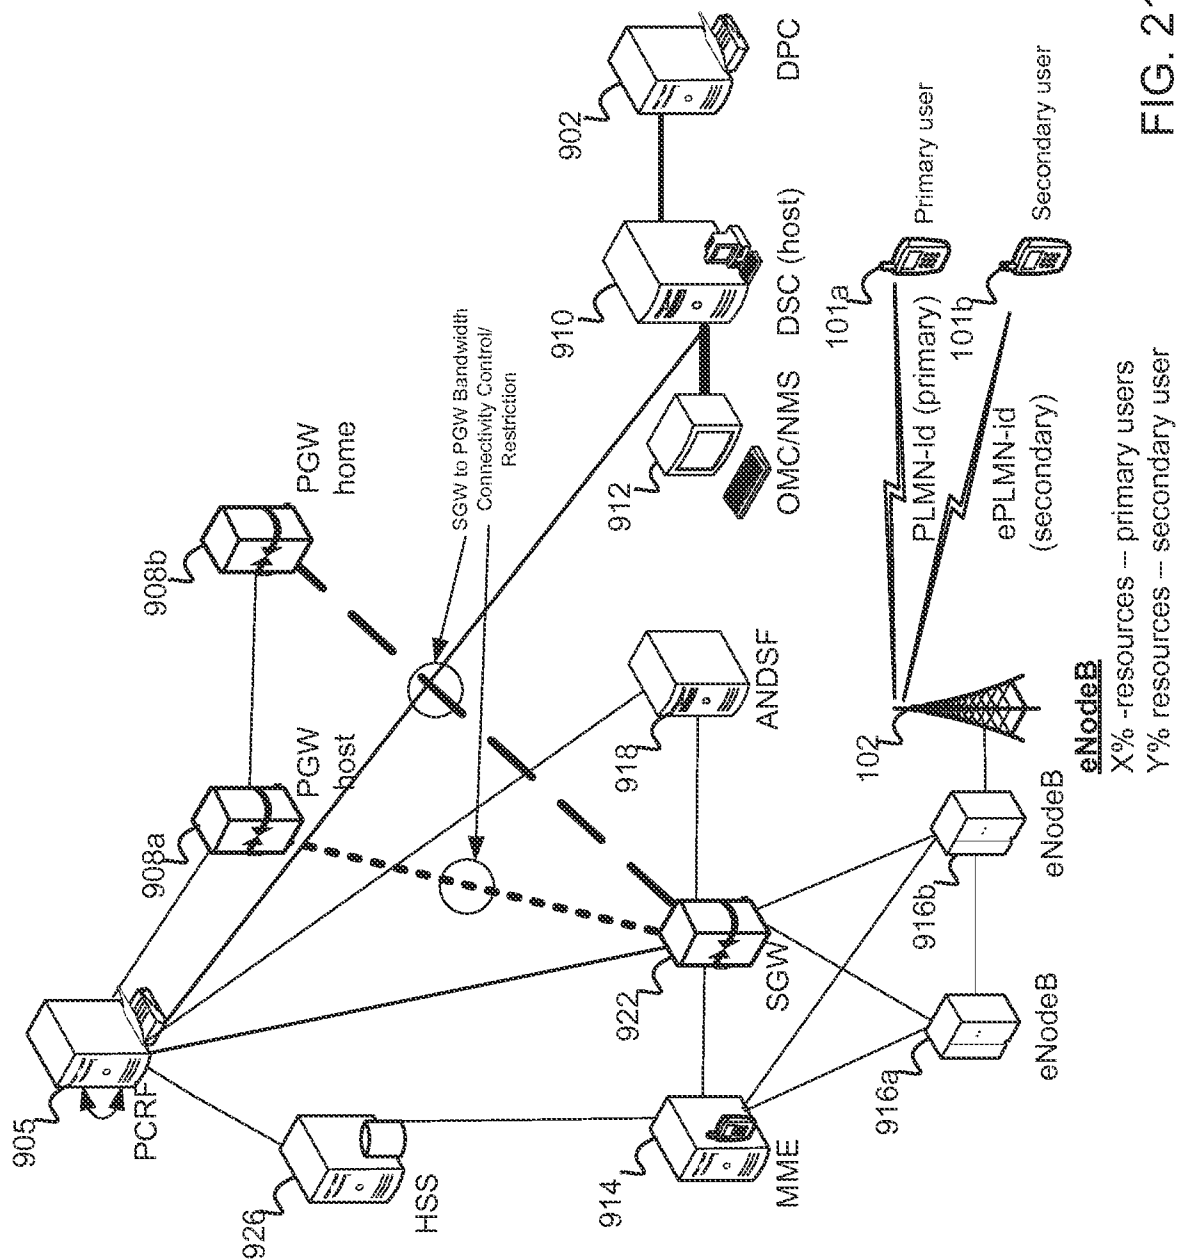 905
PCRF
908a
908b
926
PGW
host
PGW
home
HSS
SGW to PGW Bandwidth
Connectivity Control/
Restriction
910
902
914
922
918
912
MME
SGW
ANDSF
OMC/NMS
DSC (host)
DPC
916a
916b
102
101a
Primary user
PLMN-Id (primary)
101b
ePLMN-id
(secondary)
Secondary user
eNodeB
eNodeB
eNodeB
X% -resources – primary users
Y% resources – secondary user
FIG. 21